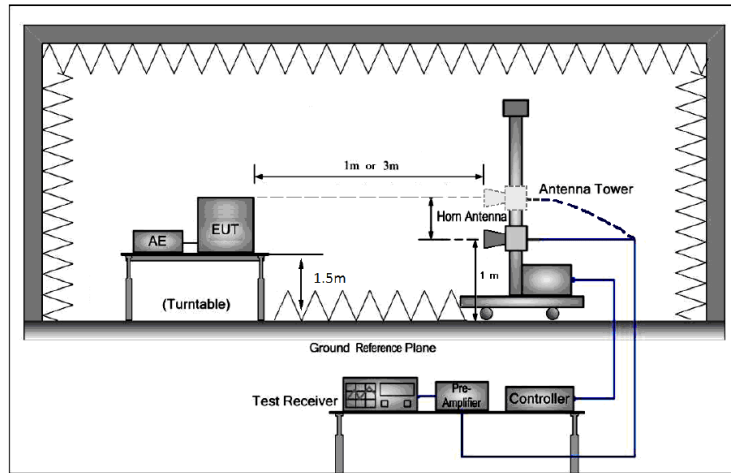 1m or 3m
Antenna Tower
Horn Antenna
EUT
AE
1.5m
1 m
(Turntable)
Ground Reference Plane
Test Receiver
Pre-
Amplifier
Controller